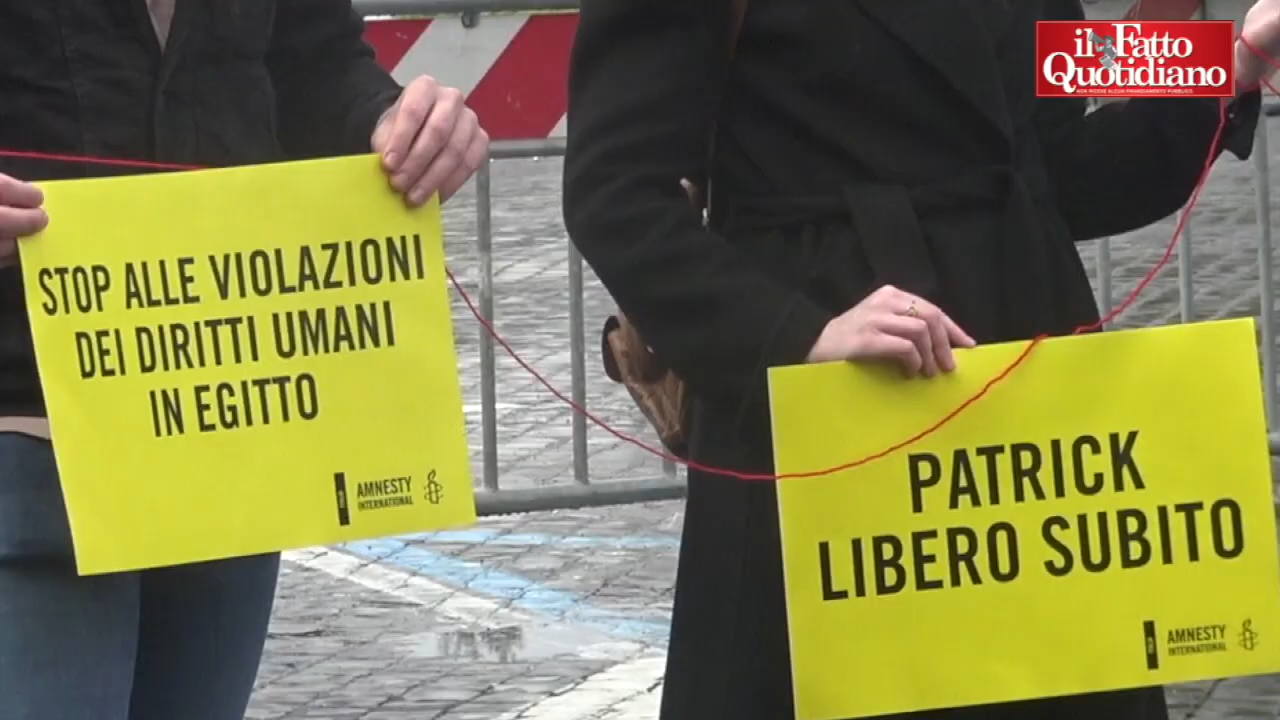 il Fatto
Quotidiano
STOP ALLE VIOLAZIONI
DEI DIRITTI UMANI
IN EGITTO
AMNESTY
INTERNATIONAL
PATRICK
LIBERO SUBITO
AMNESTY
INTERNATIONAL